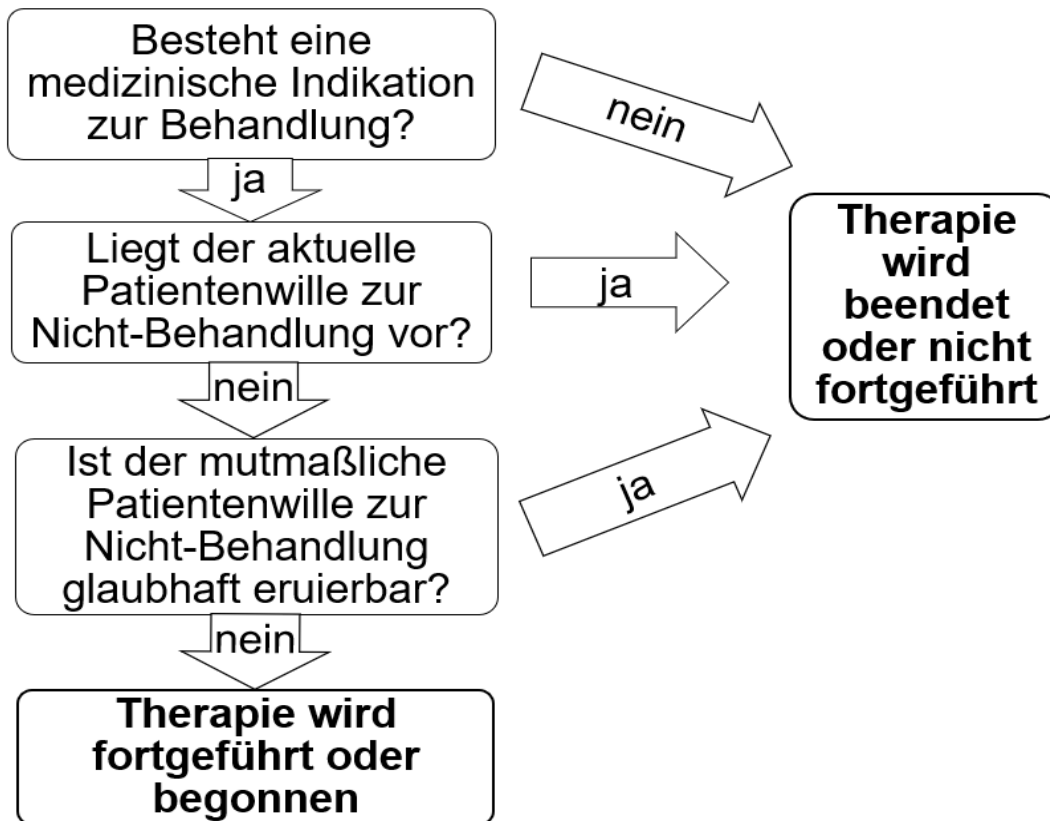 Besteht eine
medizinische Indikation
zur Behandlung?
nein
ja
Liegt der aktuelle
Patientenwille zur
Nicht-Behandlung vor?
ja
Therapie
wird
beendet
oder nicht
fortgeführt
nein
Ist der mutmaßliche
Patientenwille zur
Nicht-Behandlung
glaubhaft eruierbar?
ja
nein
Therapie wird
fortgeführt oder
begonnen